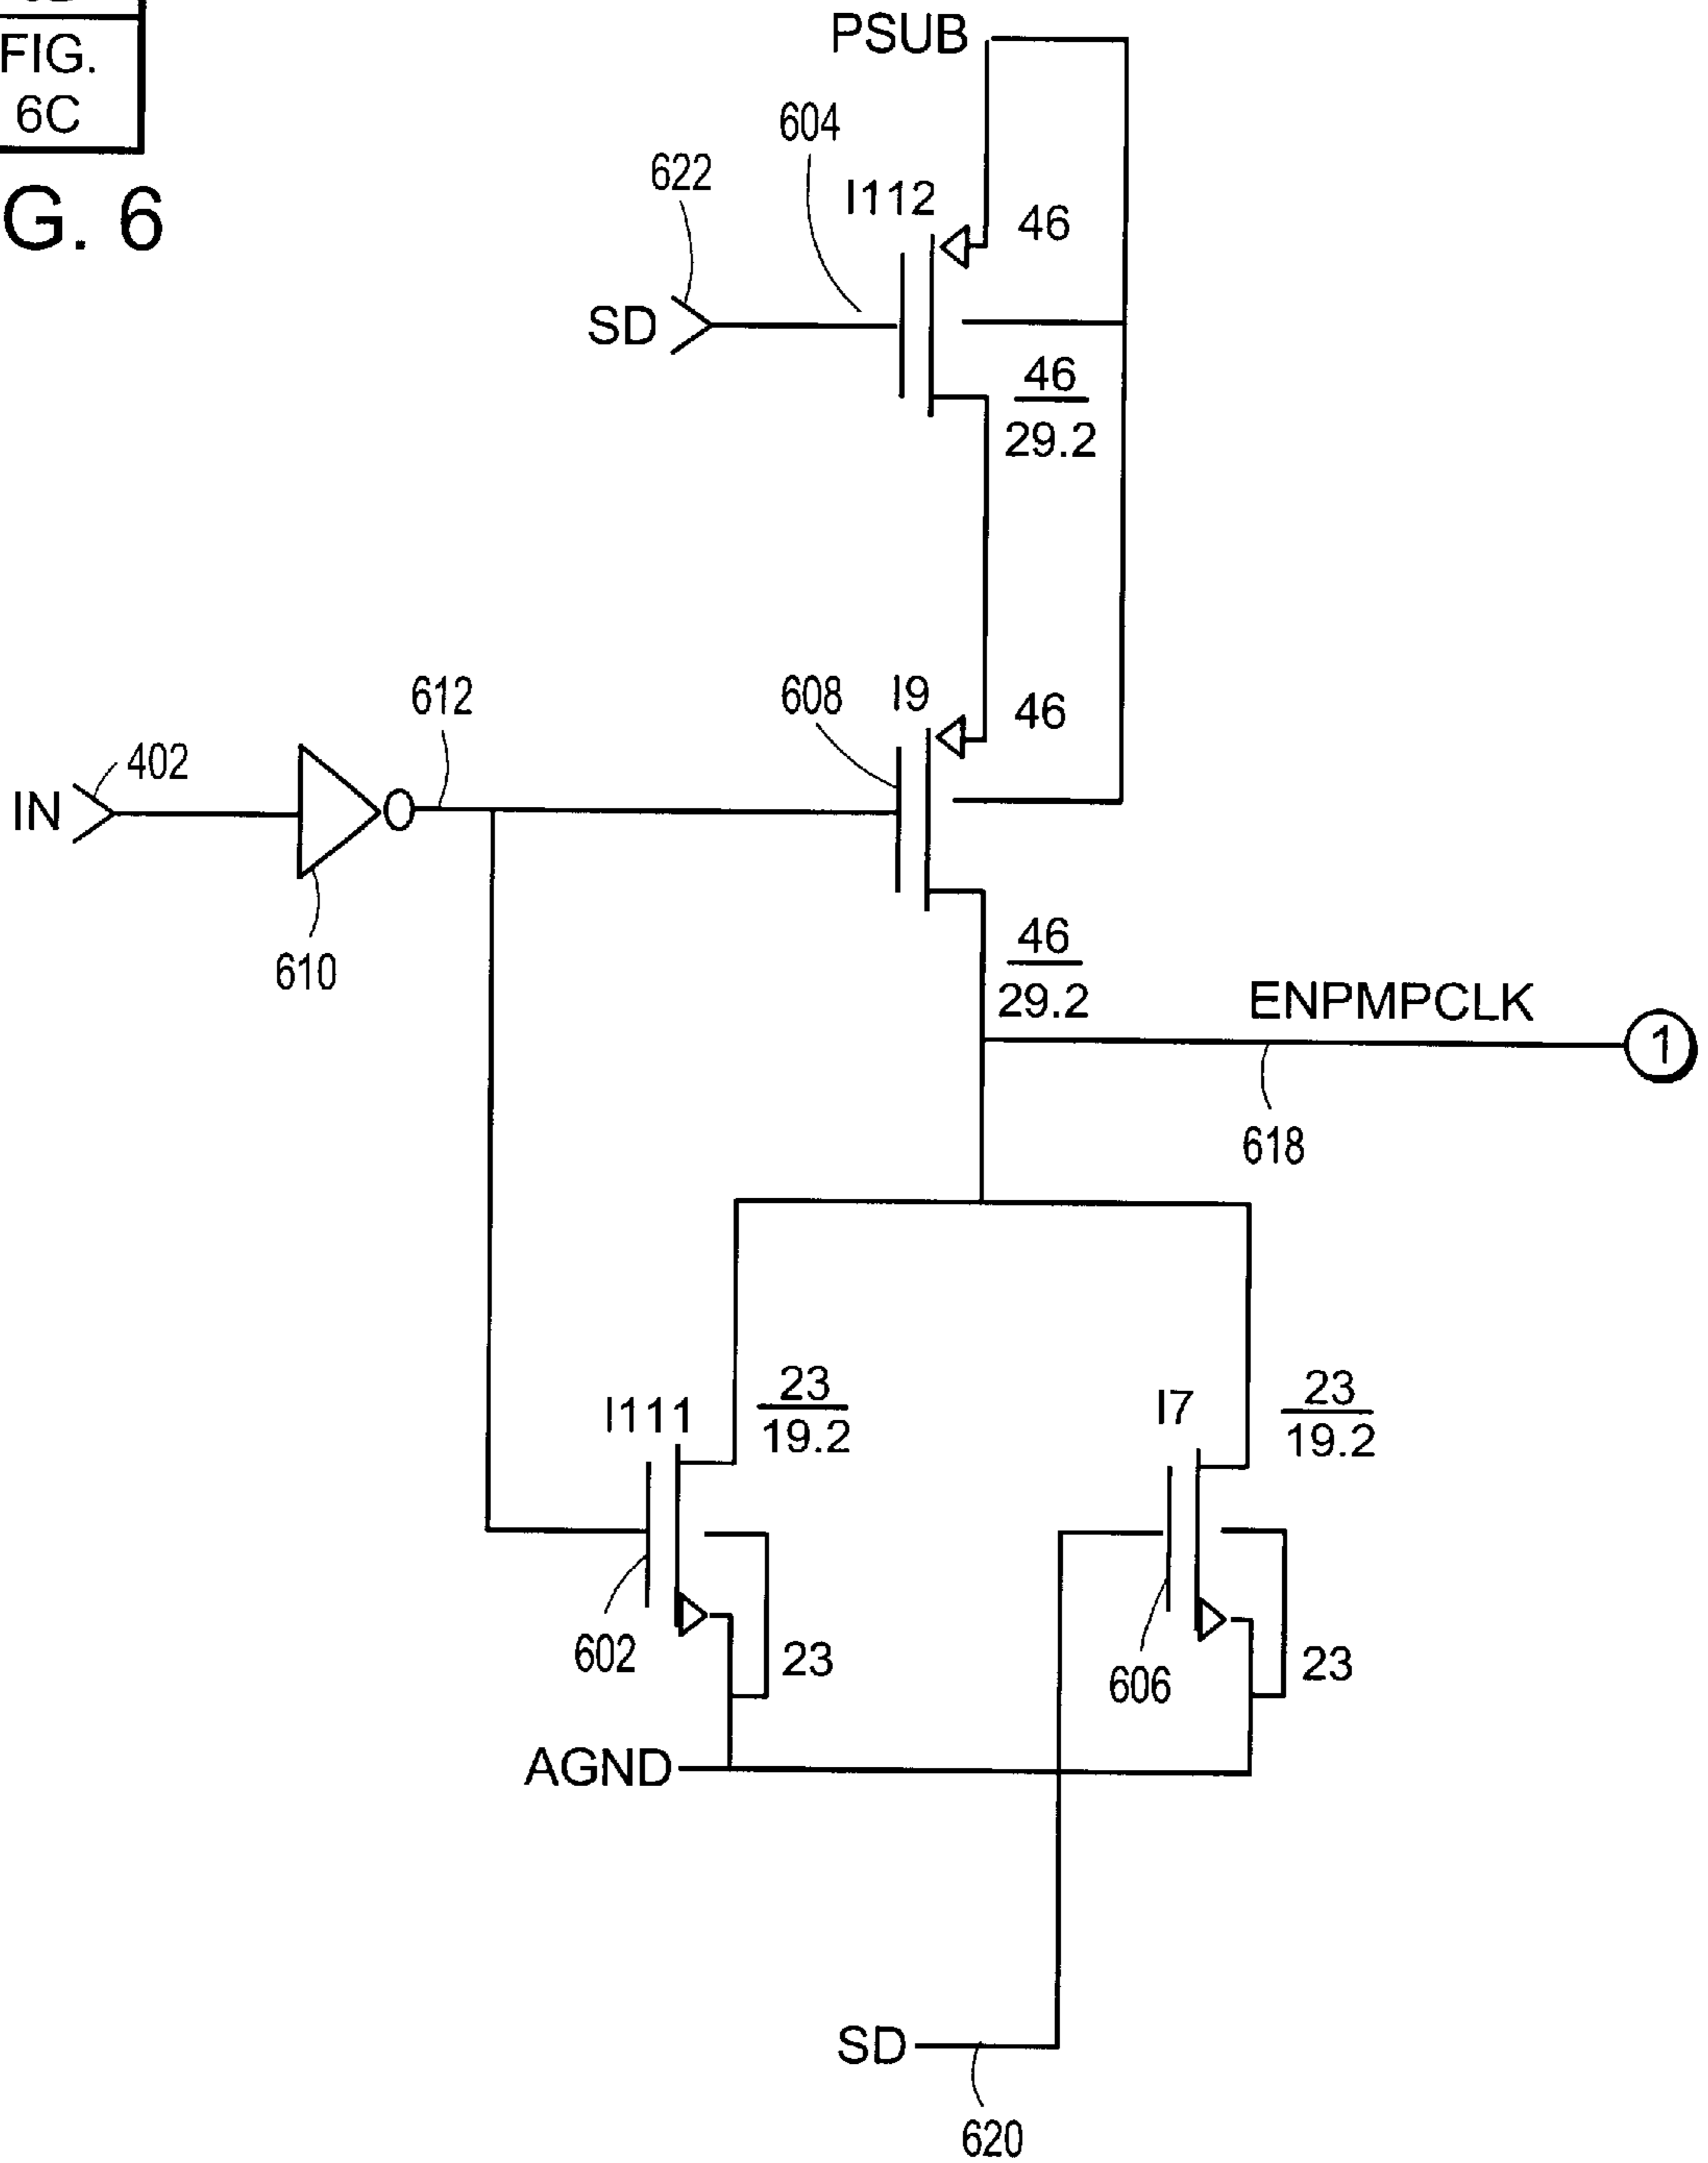 FIG.
6C
G. 6
PSUB
604
622
I112
46
SD
46
29.2
612
608
I9
46
402
IN
610
46
29.2
ENPMPCLK
1
618
I111
23
19.2
I7
23
19.2
602
23
606
23
AGND
SD
620